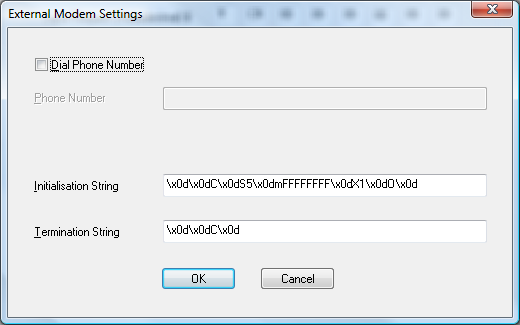 External Modem Settings
Dial Phone Number
Phone Number
Initialisation String
\x0d\x0dC\x0dS5\x0dmFFFFFFFF\x0dX1\x0dO\x0d
Termination String
\x0d\x0dC\x0d
OK
Cancel